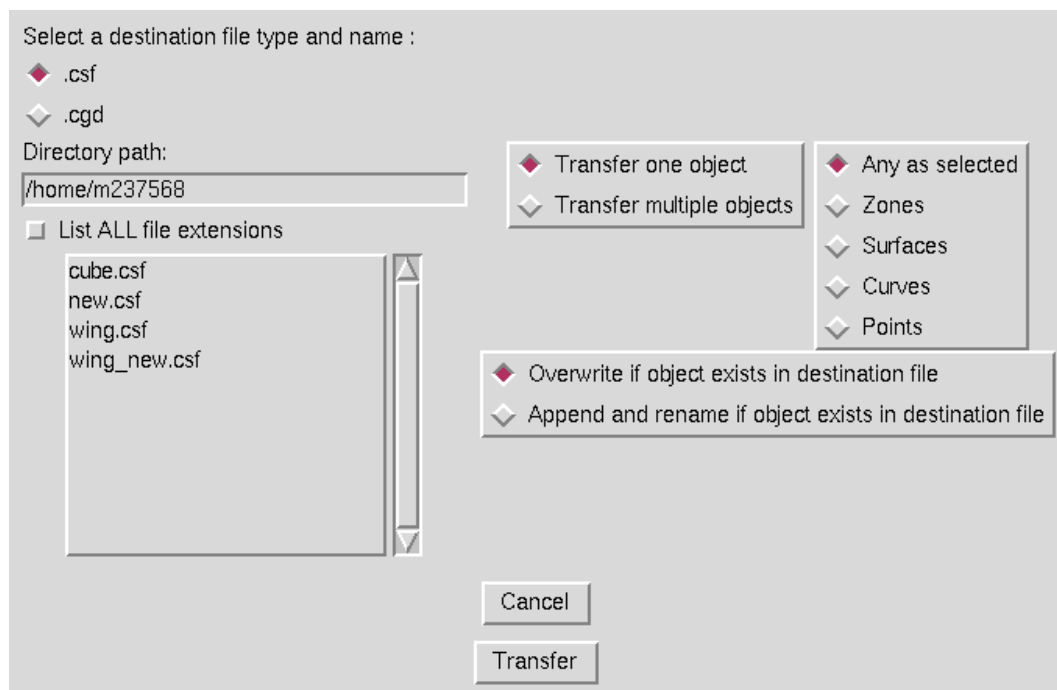 Select a destination file type and name :
.csf
.cgd
Directory path:
/home/m237568
List ALL file extensions
cube.csf
new.csf
wing.csf
wing_new.csf
Transfer one object
Transfer multiple objects
Any as selected
Zones
Surfaces
Curves
Points
Overwrite if object exists in destination file
Append and rename if object exists in destination file
Cancel
Transfer